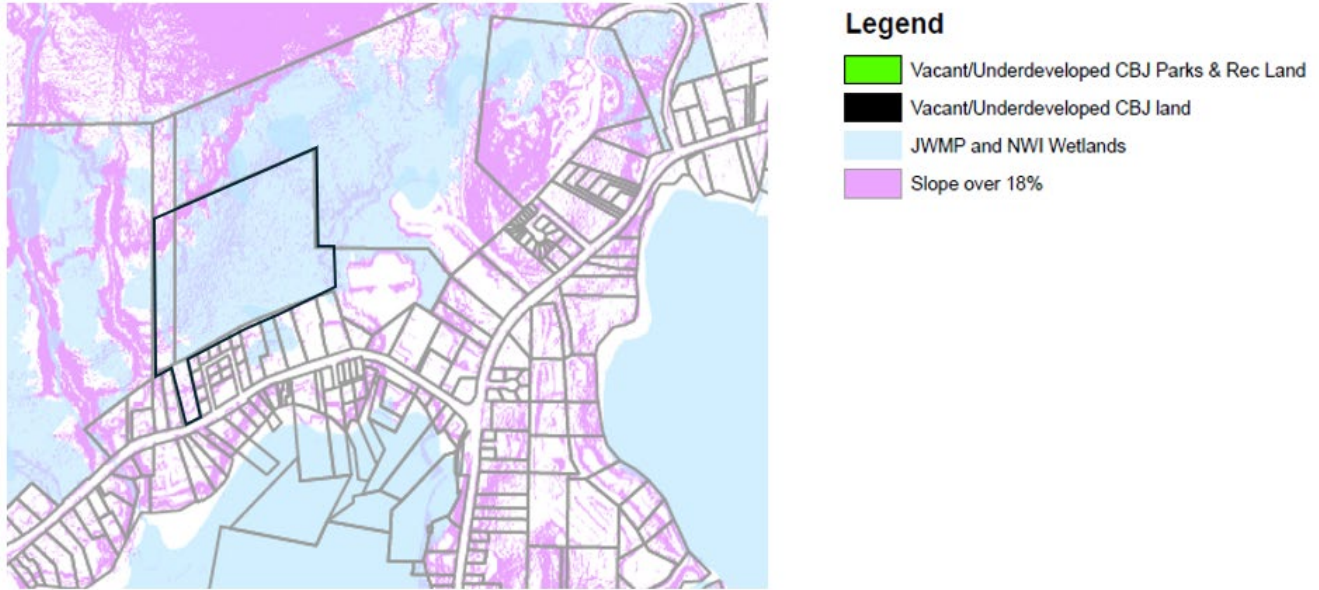 Legend
Vacant/Underdeveloped CBJ Parks & Rec Land
Vacant/Underdeveloped CBJ land
JWMP and NWI Wetlands
Slope over 18%